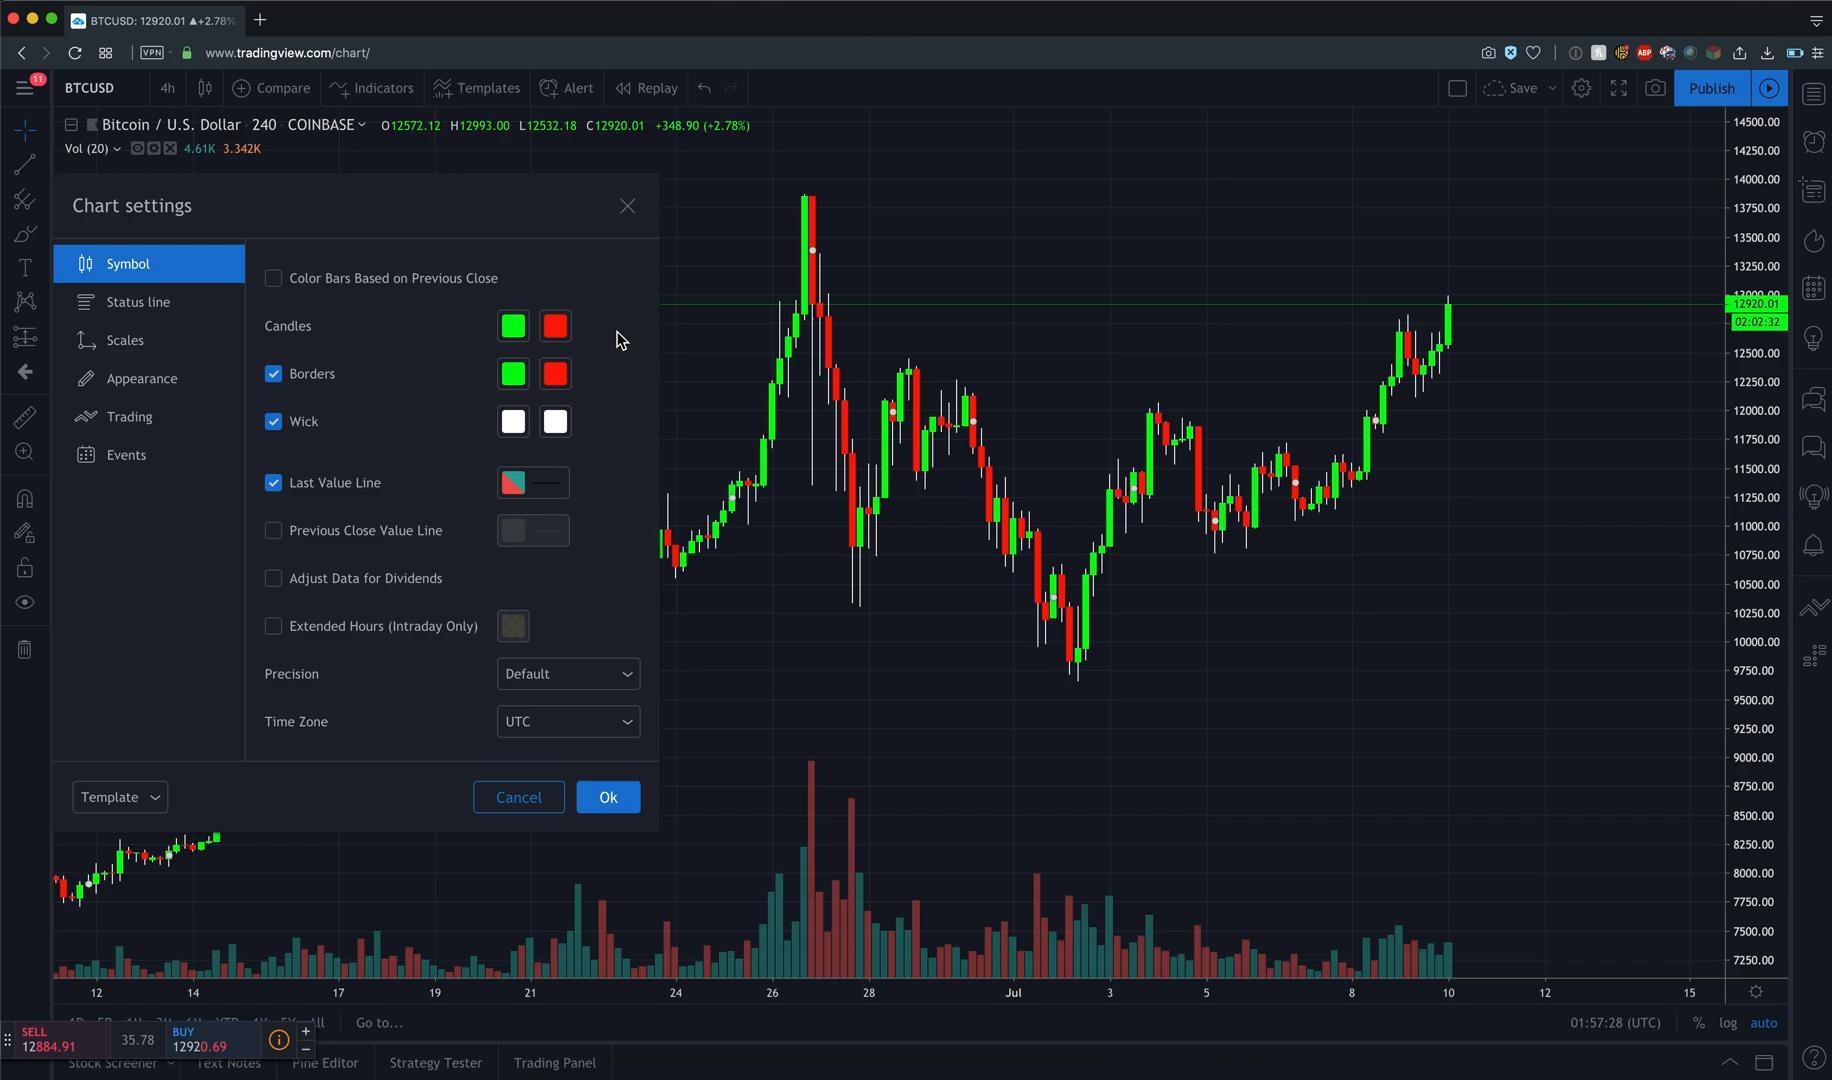 BTCUSD: 12920.01 ▲+2.78%
VPN
www.tradingview.com/chart/
ABP
11
BTCUSD
4h
Compare
Indicators
Templates
Alert
Replay
Save
Publish
Bitcoin / U.S. Dollar 240 COINBASE
O12572.12 H12993.00 L12532.18 C12920.01 +348.90 (+2.78%)
Vol (20) 4.61K 3.342K
Chart settings
Symbol
Status line
Scales
Appearance
Trading
Events
Color Bars Based on Previous Close
Candles
Borders
Wick
Last Value Line
Previous Close Value Line
Adjust Data for Dividends
Extended Hours (Intraday Only)
Precision
Default
Time Zone
UTC
Template
Cancel
Ok
14500.00
14250.00
14000.00
13750.00
13500.00
13250.00
13000.00
12920.01
02:02:32
12500.00
12250.00
12000.00
11750.00
11500.00
11250.00
11000.00
10750.00
10500.00
10250.00
10000.00
9750.00
9500.00
9250.00
9000.00
8750.00
8500.00
8250.00
8000.00
7750.00
7500.00
7250.00
12 14 17 19 21 24 26 28 Jul 3 5 8 10 12 15
Go to...
01:57:28 (UTC)
% log auto
SELL
12884.91
35.78
BUY
12920.69
Stock Screener
Text Notes
Pine Editor
Strategy Tester
Trading Panel